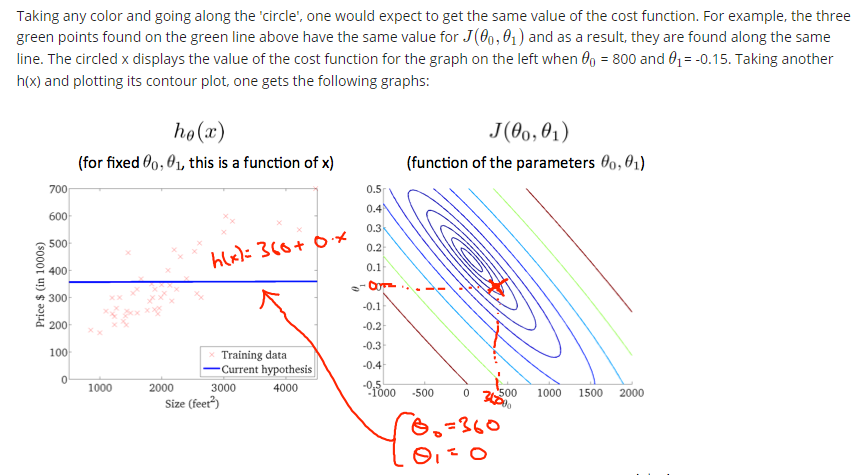 Taking any color and going along the 'circle', one would expect to get the same value of the cost function. For example, the three
green points found on the green line above have the same value for J(θ₀, θ₁) and as a result, they are found along the same
line. The circled x displays the value of the cost function for the graph on the left when θ₀ = 800 and θ₁= -0.15. Taking another
h(x) and plotting its contour plot, one gets the following graphs:
hθ(x)
(for fixed θ₀, θ₁, this is a function of x)
700
600
500
400
300
200
100
0
Price $ (in 1000s)
h(x) = 360 + 0·x
Training data
Current hypothesis
1000 2000 3000 4000
Size (feet²)
J(θ₀, θ₁)
(function of the parameters θ₀, θ₁)
0.5
0.4
0.3
0.2
0.1
0
-0.1
-0.2
-0.3
-0.4
-0.5
θ₁
-1000 -500 0 500 1000 1500 2000
360
θ₀
θ₀ = 360
θ₁ = 0